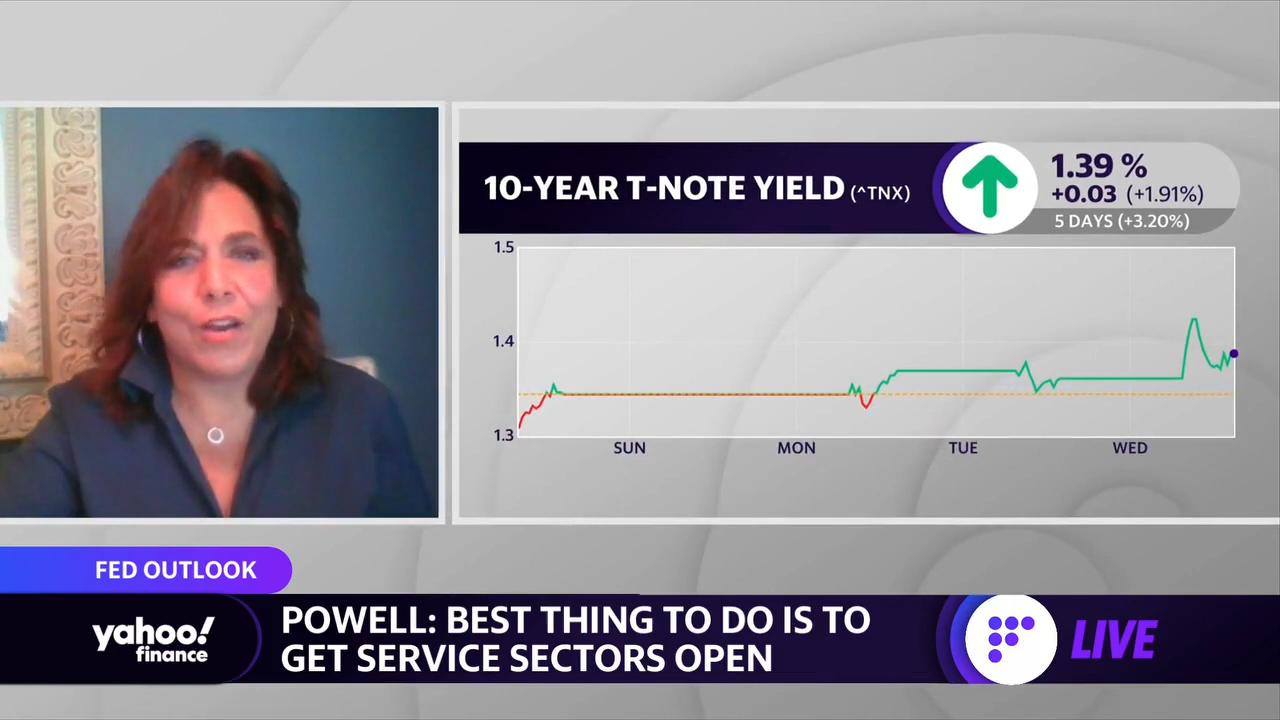 10-YEAR T-NOTE YIELD (^TNX)
1.39 %
+0.03 (+1.91%)
5 DAYS (+3.20%)
1.5
1.4
1.3
SUN MON TUE WED
FED OUTLOOK
yahoo!
finance
POWELL: BEST THING TO DO IS TO
GET SERVICE SECTORS OPEN
LIVE